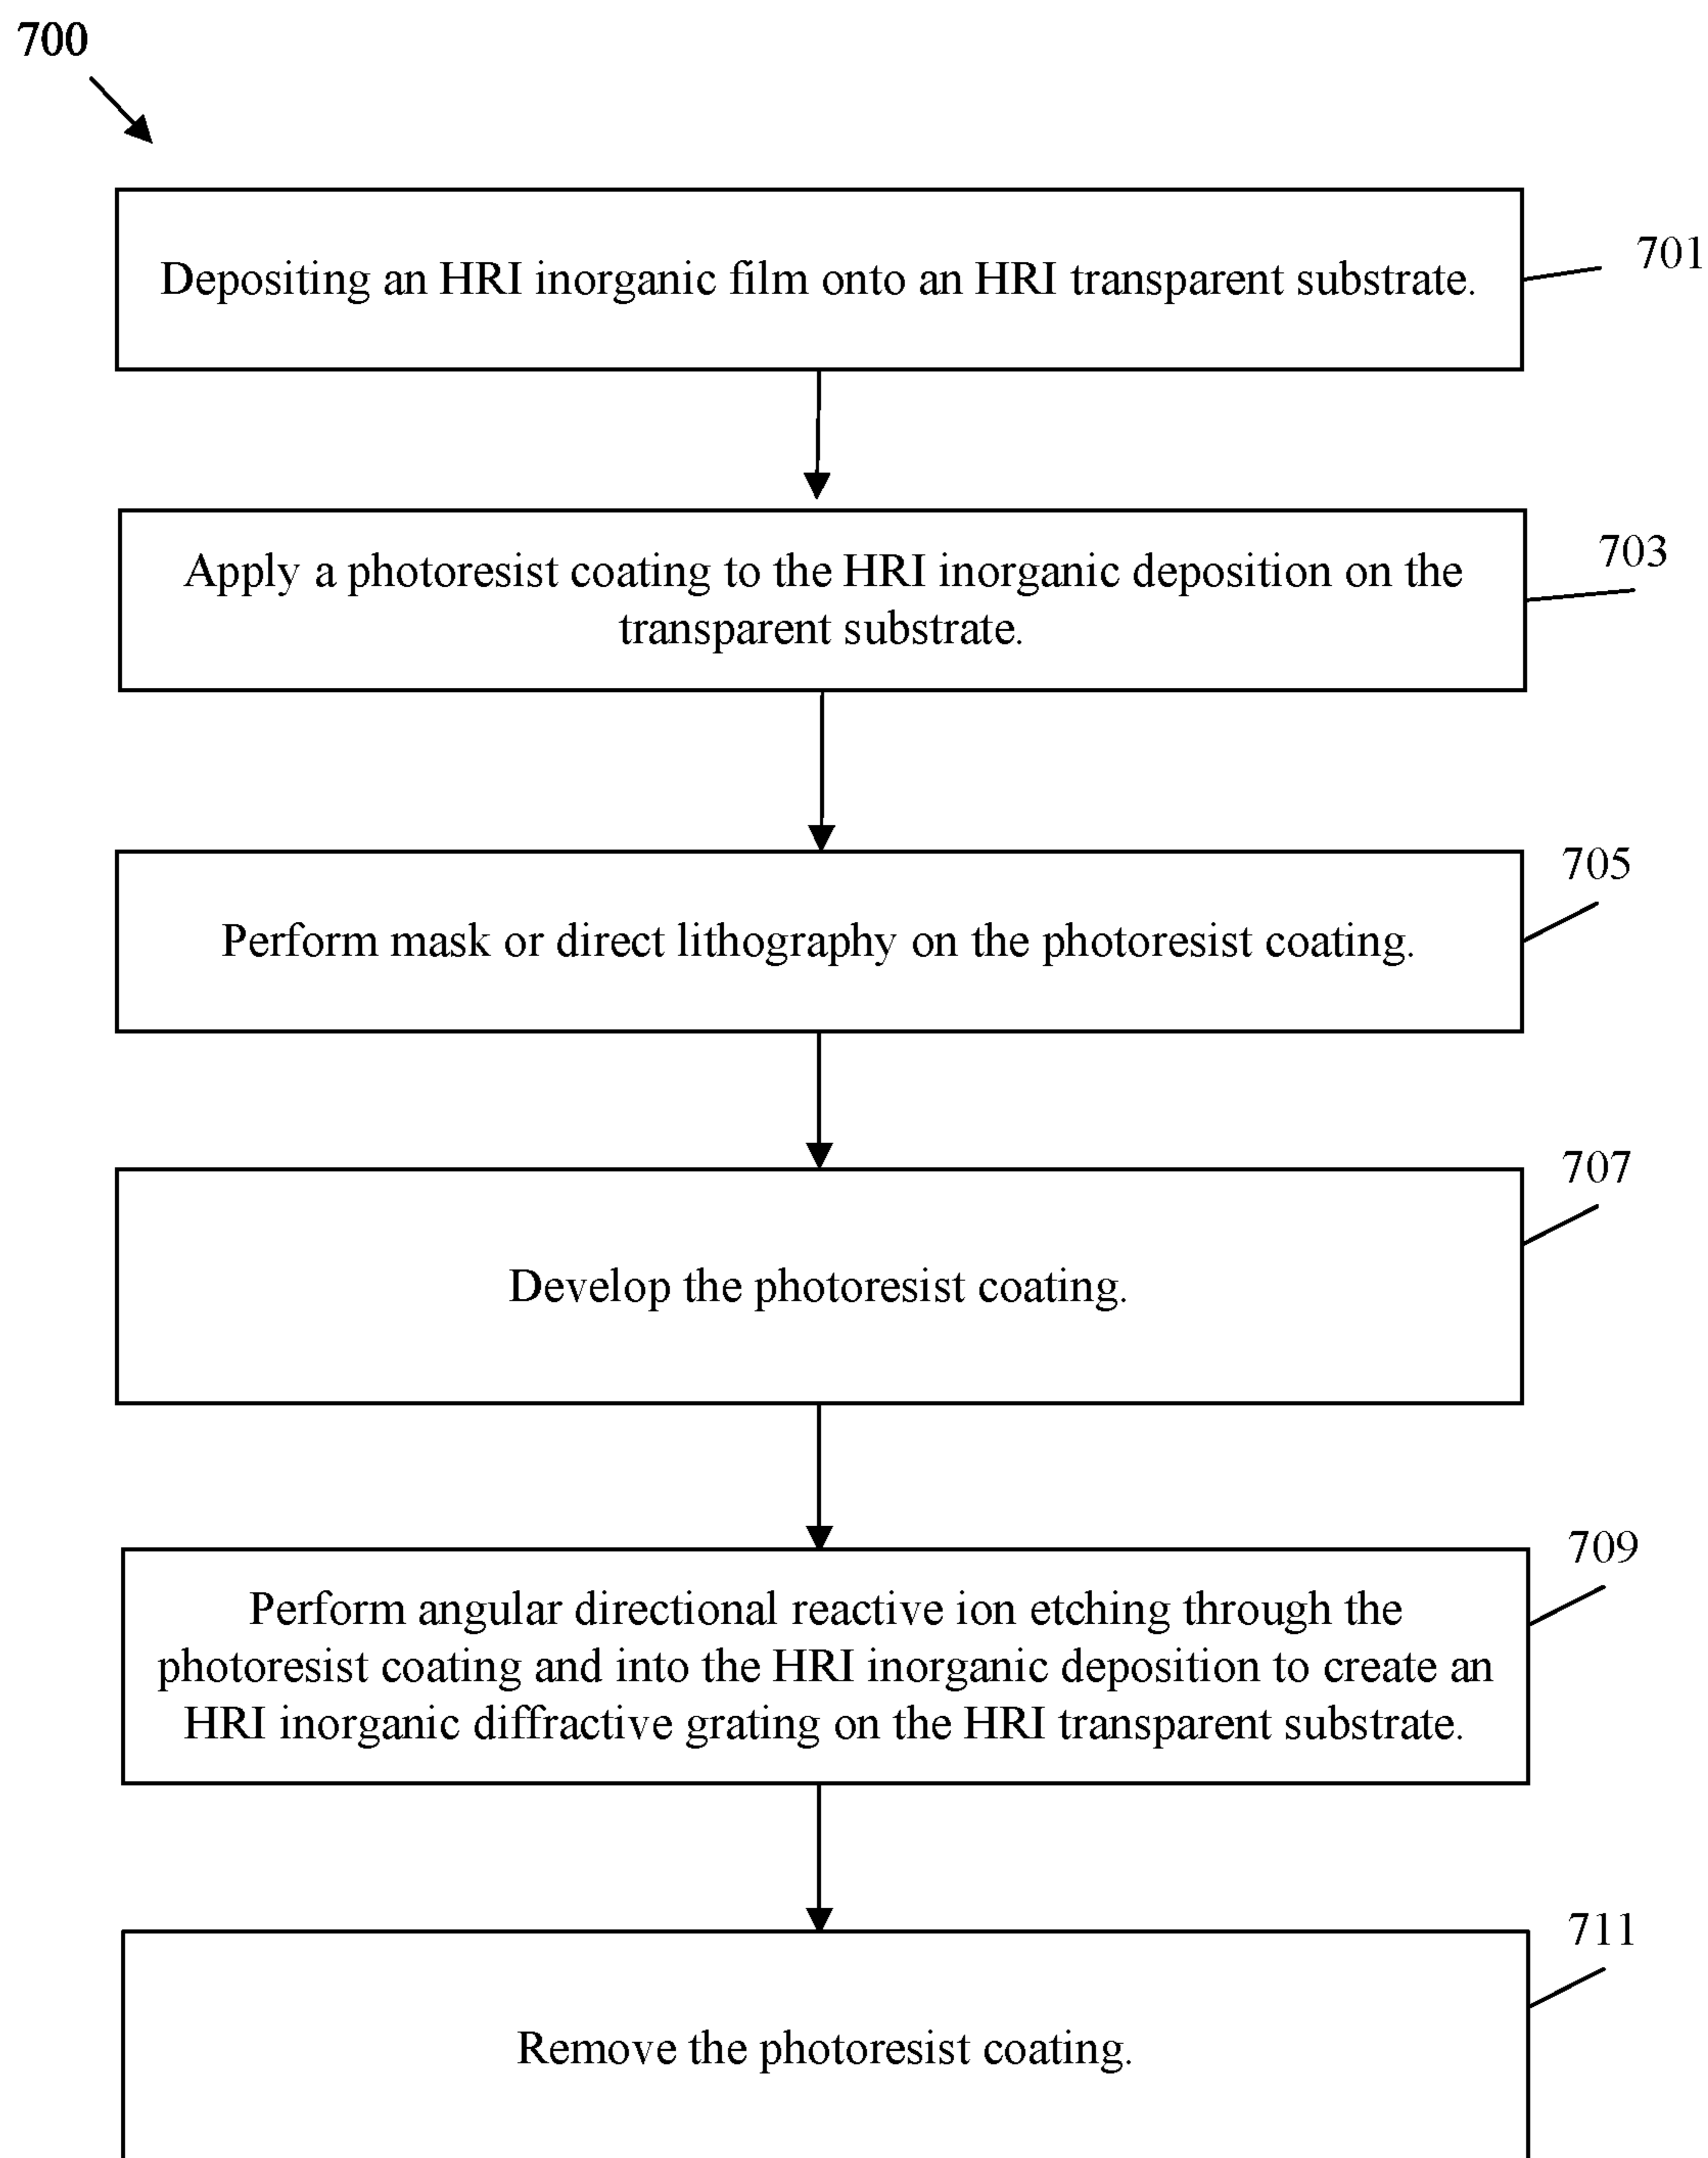 700
Depositing an HRI inorganic film onto an HRI transparent substrate.
701
Apply a photoresist coating to the HRI inorganic deposition on the
transparent substrate.
703
Perform mask or direct lithography on the photoresist coating.
705
Develop the photoresist coating.
707
Perform angular directional reactive ion etching through the
photoresist coating and into the HRI inorganic deposition to create an
HRI inorganic diffractive grating on the HRI transparent substrate.
709
Remove the photoresist coating.
711